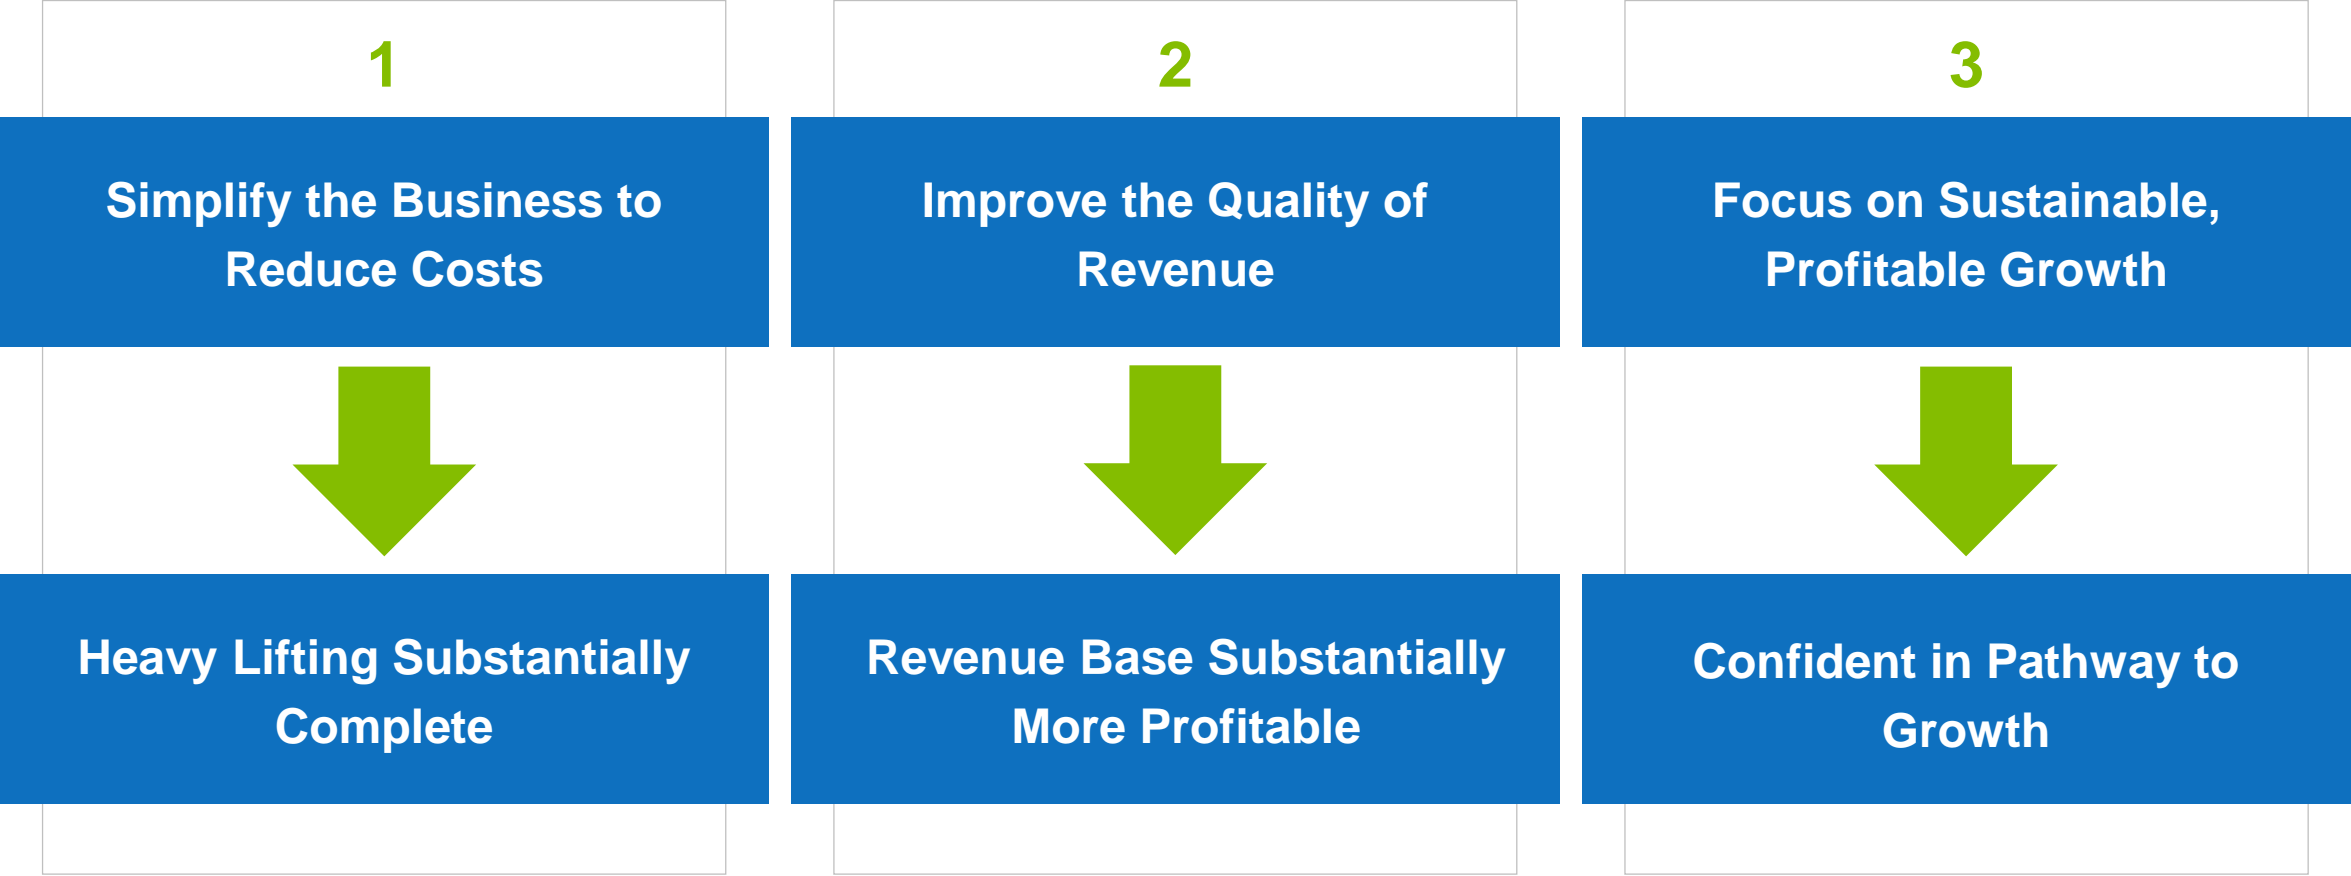 1
Simplify the Business to
Reduce Costs
Heavy Lifting Substantially
Complete
2
Improve the Quality of
Revenue
Revenue Base Substantially
More Profitable
3
Focus on Sustainable,
Profitable Growth
Confident in Pathway to
Growth